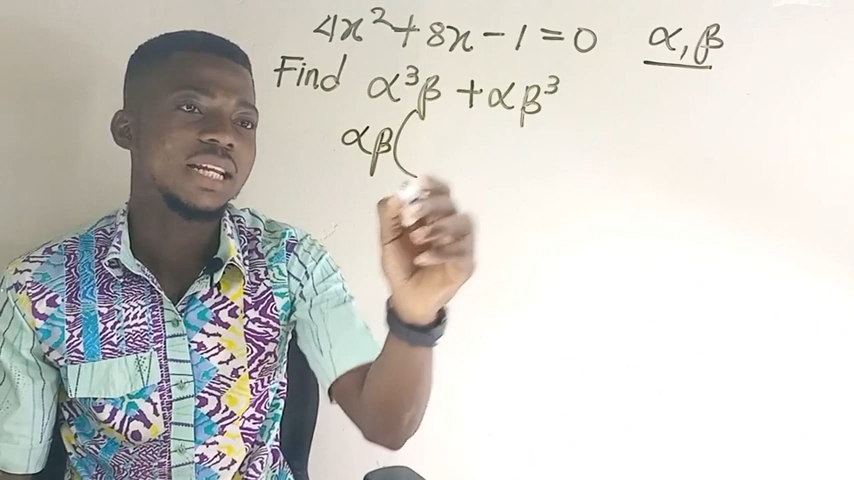 4x² + 8x - 1 = 0 α, β
Find α³β + αβ³
αβ(